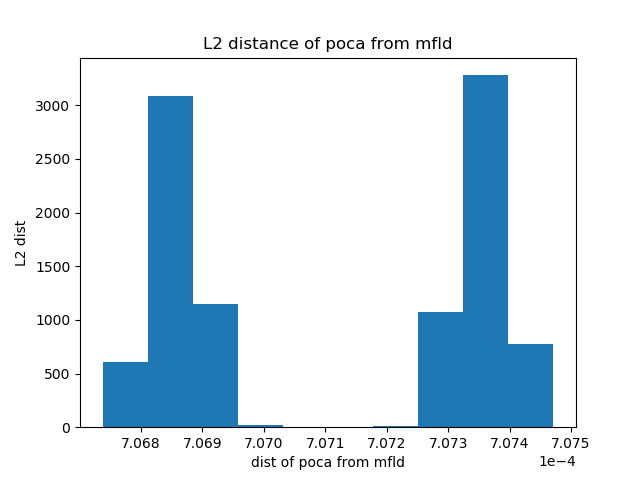 L2 distance of poca from mfld
L2 dist
3000
2500
2000
1500
1000
500
0
7.068 7.069 7.070 7.071 7.072 7.073 7.074 7.075
1e−4
dist of poca from mfld